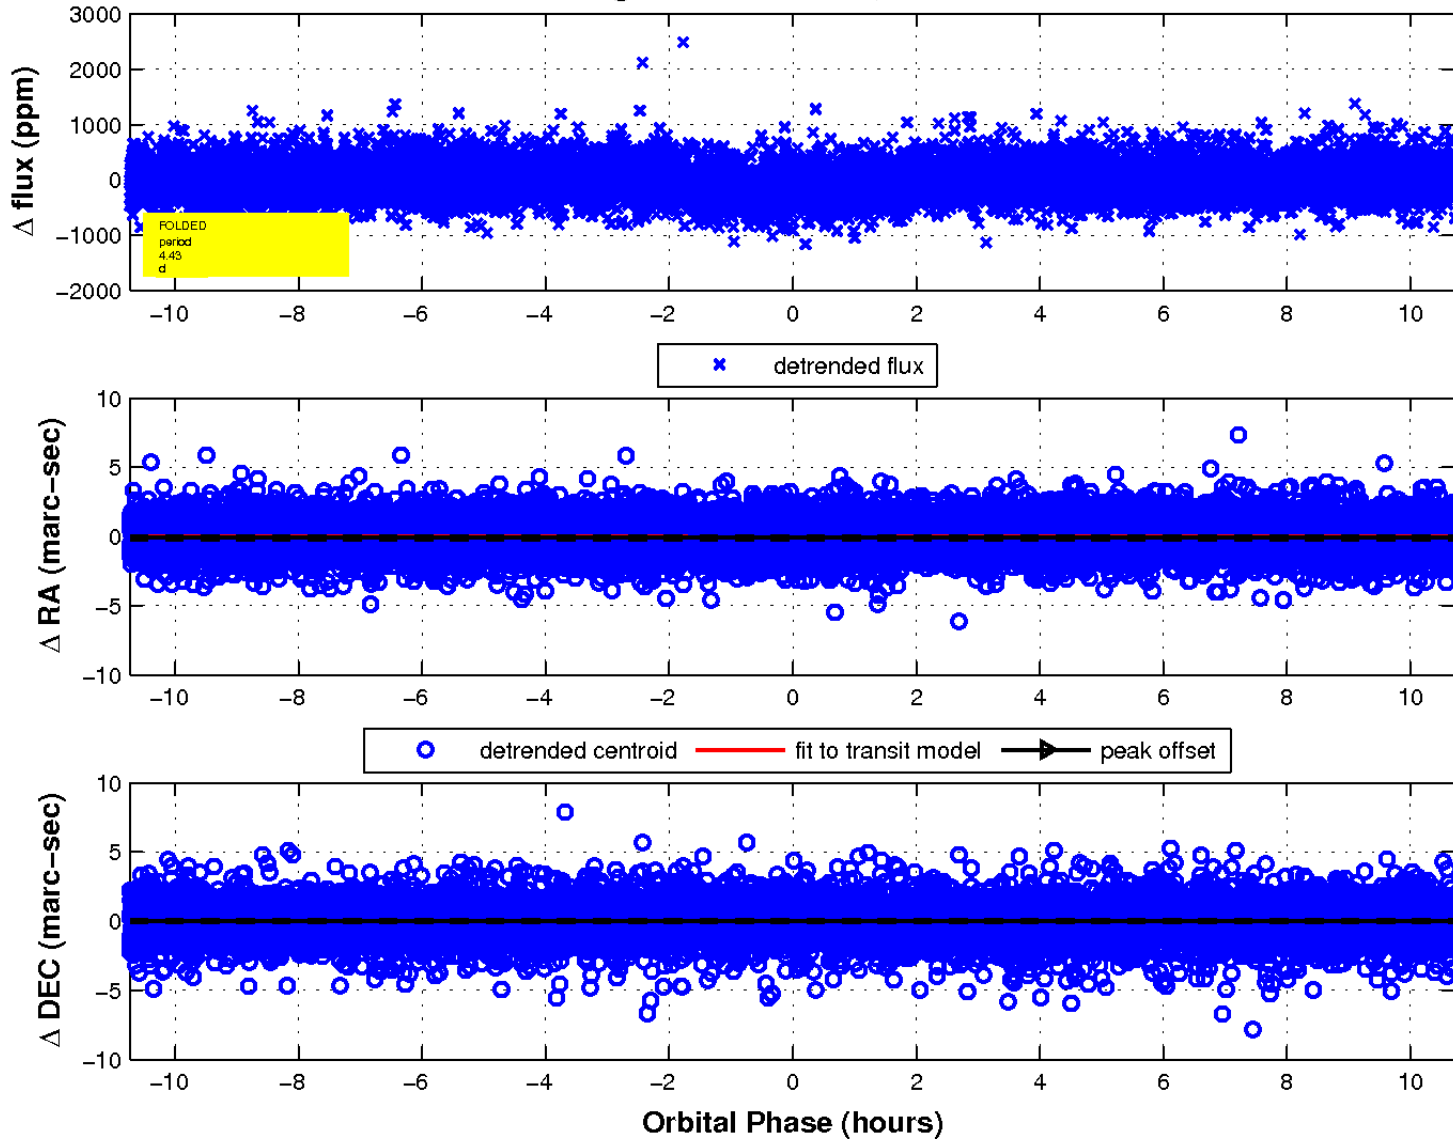 3000
2000
1000
0
−1000
−2000
Δ flux (ppm)
FOLDED
period
4.43
d
−10 −8 −6 −4 −2 0 2 4 6 8 10
detrended flux
10
5
0
−5
−10
Δ RA (marc−sec)
−10 −8 −6 −4 −2 0 2 4 6 8 10
detrended centroid fit to transit model peak offset
10
5
0
−5
−10
Δ DEC (marc−sec)
−10 −8 −6 −4 −2 0 2 4 6 8 10
Orbital Phase (hours)